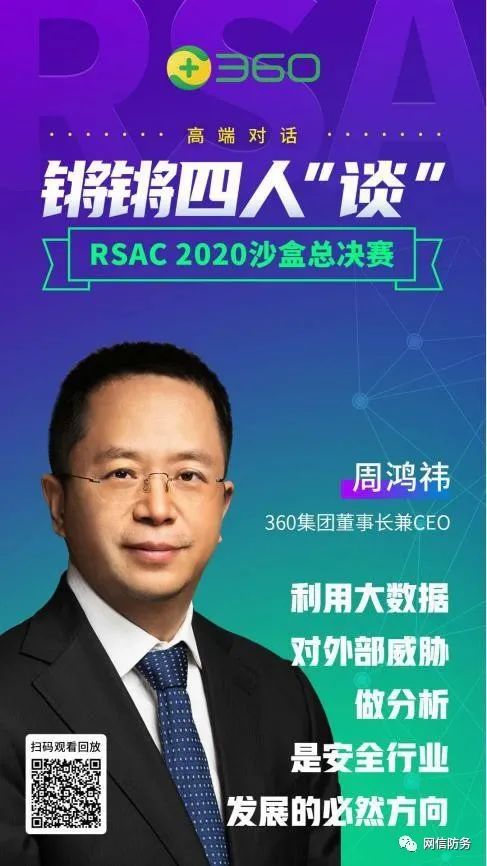 RSA
360
高端对话
锵锵四人“谈”
RSAC 2020沙盒总决赛
周鸿祎
360集团董事长兼CEO
利用大数据
对外部威胁
做分析
是安全行业
发展的必然方向
扫码观看回放
网信防务